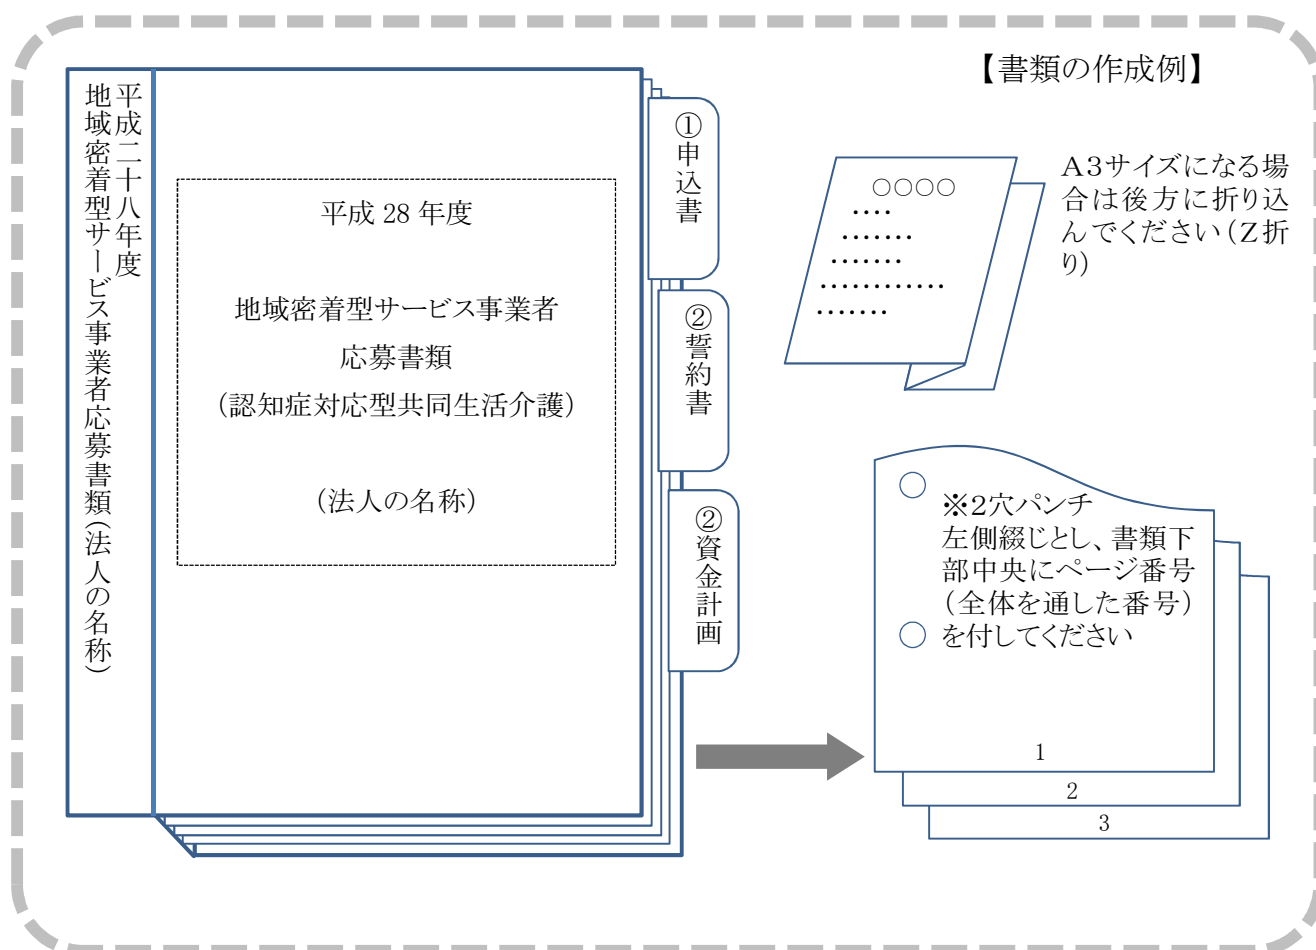 【書類の作成例】
平成二十八年度
地域密着型サービス事業者応募書類(法人の名称)
平成 28 年度
地域密着型サービス事業者
応募書類
(認知症対応型共同生活介護)
(法人の名称)
①申込書
②誓約書
②資金計画
○○○○
‥‥
・・・・・・・
・・・・・・・
・・・・・・・・・・・・
・・・・・・・
A3サイズになる場
合は後方に折り込
んでください(Z折
り)
※2穴パンチ
左側綴じとし、書類下
部中央にページ番号
(全体を通した番号)
を付してください
1
2
3